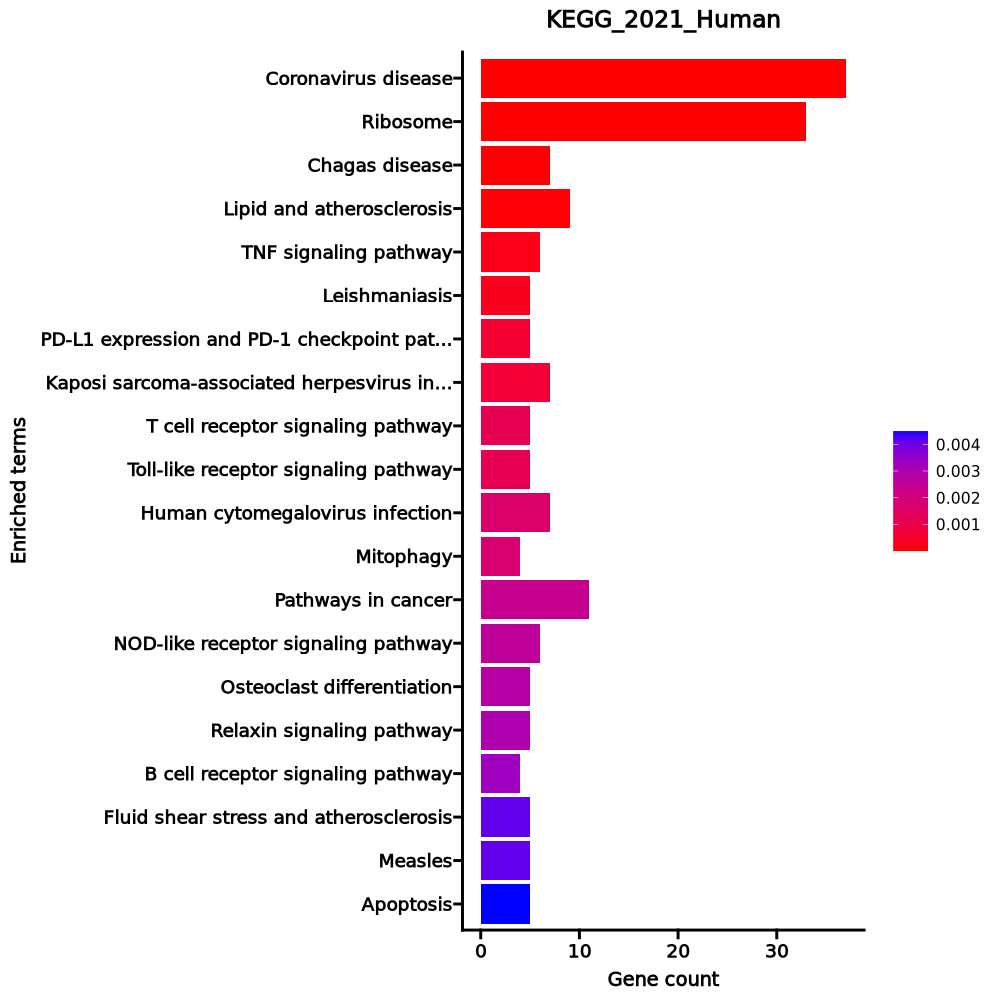 KEGG_2021_Human
Coronavirus disease
Ribosome
Chagas disease
Lipid and atherosclerosis
TNF signaling pathway
Leishmaniasis
PD-L1 expression and PD-1 checkpoint pat...
Kaposi sarcoma-associated herpesvirus in...
T cell receptor signaling pathway
Toll-like receptor signaling pathway
Human cytomegalovirus infection
Mitophagy
Pathways in cancer
NOD-like receptor signaling pathway
Osteoclast differentiation
Relaxin signaling pathway
B cell receptor signaling pathway
Fluid shear stress and atherosclerosis
Measles
Apoptosis
Enriched terms
0 10 20 30
Gene count
0.004
0.003
0.002
0.001